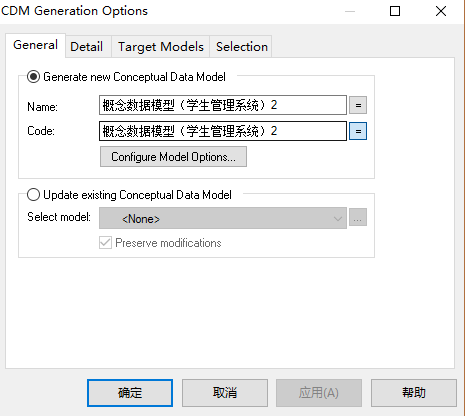 CDM Generation Options
General Detail Target Models Selection
Generate new Conceptual Data Model
Name: 概念数据模型（学生管理系统）2 =
Code: 概念数据模型（学生管理系统）2 =
Configure Model Options...
Update existing Conceptual Data Model
Select model: <None> ...
Preserve modifications
确定 取消 应用(A) 帮助